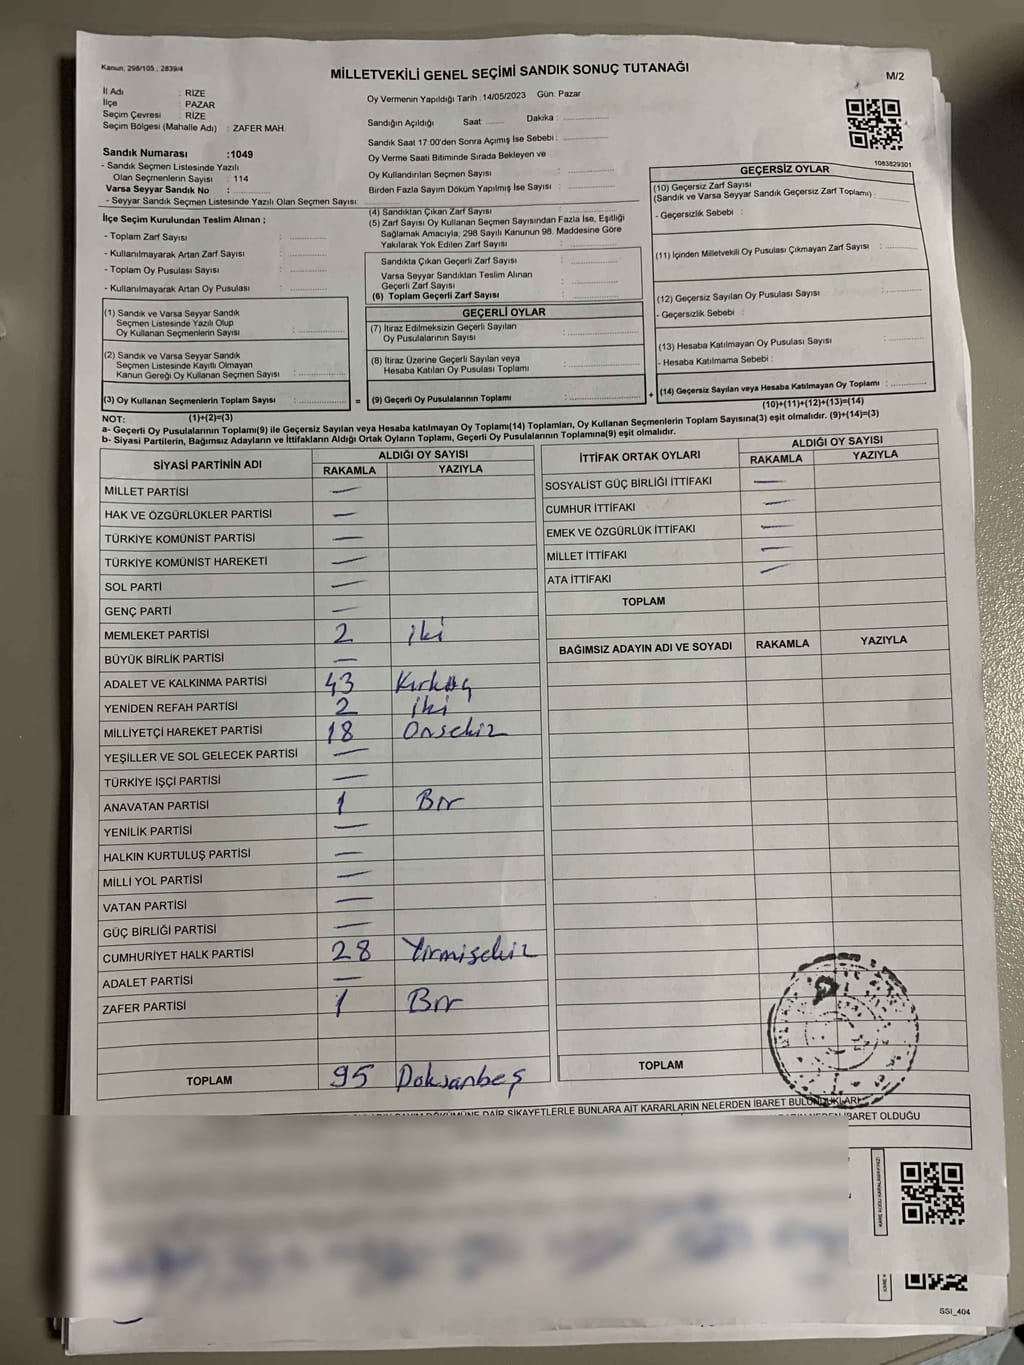 Kanun, 298/105 ; 2839/4
MİLLETVEKİLİ GENEL SEÇİMİ SANDIK SONUÇ TUTANAĞI
M/2
İl Adı : RİZE
İlçe : PAZAR
Seçim Çevresi : RİZE
Seçim Bölgesi (Mahalle Adı) : ZAFER MAH.
Sandık Numarası :1049
- Sandık Seçmen Listesinde Yazılı
Olan Seçmenlerin Sayısı : 114
Varsa Seyyar Sandık No :
- Seyyar Sandık Seçmen Listesinde Yazılı Olan Seçmen Sayısı:
İlçe Seçim Kurulundan Teslim Alınan ;
- Toplam Zarf Sayısı :
- Kullanılmayarak Artan Zarf Sayısı :
- Toplam Oy Pusulası Sayısı :
- Kullanılmayarak Artan Oy Pusulası :
(1) Sandık ve Varsa Seyyar Sandık
Seçmen Listesinde Yazılı Olup
Oy Kullanan Seçmenlerin Sayısı :
(2) Sandık ve Varsa Seyyar Sandık
Seçmen Listesinde Kayıtlı Olmayan
Kanun Gereği Oy Kullanan Seçmen Sayısı :
(3) Oy Kullanan Seçmenlerin Toplam Sayısı :
(1)+(2)=(3)
Oy Vermenin Yapıldığı Tarih :14/05/2023 Gün: Pazar
Sandığın Açıldığı Saat Dakika :
Sandık Saat 17:00'den Sonra Açımış İse Sebebi :
Oy Verme Saati Bitiminde Sırada Bekleyen ve
Oy Kullandırılan Seçmen Sayısı :
Birden Fazla Sayım Döküm Yapılmış İse Sayısı :
(4) Sandıktan Çıkan Zarf Sayısı :
(5) Zarf Sayısı Oy Kullanan Seçmen Sayısından Fazla İse, Eşitliği
Sağlamak Amacıyla; 298 Sayılı Kanunun 98. Maddesine Göre
Yakılarak Yok Edilen Zarf Sayısı :
Sandıkta Çıkan Geçerli Zarf Sayısı :
Varsa Seyyar Sandıktan Teslim Alınan
Geçerli Zarf Sayısı :
(6) Toplam Geçerli Zarf Sayısı :
GEÇERLİ OYLAR
(7) İtiraz Edilmeksizin Geçerli Sayılan
Oy Pusulalarının Sayısı :
(8) İtiraz Üzerine Geçerli Sayılan veya
Hesaba Katılan Oy Pusulası Toplamı :
= (9) Geçerli Oy Pusulalarının Toplamı :
1083829301
GEÇERSİZ OYLAR
(10) Geçersiz Zarf Sayısı
(Sandık ve Varsa Seyyar Sandık Geçersiz Zarf Toplamı) :
- Geçersizlik Sebebi :
(11) İçinden Milletvekili Oy Pusulası Çıkmayan Zarf Sayısı :
(12) Geçersiz Sayılan Oy Pusulası Sayısı :
- Geçersizlik Sebebi :
(13) Hesaba Katılmayan Oy Pusulası Sayısı :
- Hesaba Katılmama Sebebi :
+ (14) Geçersiz Sayılan veya Hesaba Katılmayan Oy Toplamı :
(10)+(11)+(12)+(13)=(14)
NOT:
a- Geçerli Oy Pusulalarının Toplamı(9) ile Geçersiz Sayılan veya Hesaba katılmayan Oy Toplamı(14) Toplamları, Oy Kullanan Seçmenlerin Toplam Sayısına(3) eşit olmalıdır. (9)+(14)=(3)
b- Siyasi Partilerin, Bağımsız Adayların ve İttifakların Aldığı Ortak Oyların Toplamı, Geçerli Oy Pusulalarının Toplamına(9) eşit olmalıdır.
SİYASİ PARTİNİN ADI ALDIĞI OY SAYISI
RAKAMLA YAZIYLA
MİLLET PARTİSI —
HAK VE ÖZGÜRLÜKLER PARTİSİ —
TÜRKİYE KOMÜNİST PARTİSİ —
TÜRKİYE KOMÜNİST HAREKETİ —
SOL PARTİ —
GENÇ PARTİ —
MEMLEKET PARTİSİ 2 iki
BÜYÜK BİRLİK PARTİSİ —
ADALET VE KALKINMA PARTİSİ 43 Kırküç
YENİDEN REFAH PARTİSİ 2 iki
MİLLİYETÇİ HAREKET PARTİSİ 18 Onsekiz
YEŞİLLER VE SOL GELECEK PARTİSİ —
TÜRKİYE İŞÇİ PARTİSİ —
ANAVATAN PARTİSİ 1 Bir
YENİLİK PARTİSİ —
HALKIN KURTULUŞ PARTİSİ —
MİLLİ YOL PARTİSİ —
VATAN PARTİSİ —
GÜÇ BİRLİĞİ PARTİSİ —
CUMHURİYET HALK PARTİSİ 28 Yirmisekiz
ADALET PARTİSİ —
ZAFER PARTİSİ 1 Bir
TOPLAM 95 Doksanbeş
İTTİFAK ORTAK OYLARI ALDIĞI OY SAYISI
RAKAMLA YAZIYLA
SOSYALİST GÜÇ BİRLİĞİ İTTİFAKI —
CUMHUR İTTİFAKI —
EMEK VE ÖZGÜRLÜK İTTİFAKI —
MİLLET İTTİFAKI —
ATA İTTİFAKI —
TOPLAM
BAĞIMSIZ ADAYIN ADI VE SOYADI RAKAMLA YAZIYLA
TOPLAM
DÖKÜMÜNE DAİR ŞİKAYETLERLE BUNLARA AİT KARARLARIN NELERDEN İBARET BULUNDUKLARI
NEDEN İBARET OLDUĞU
SSI_404